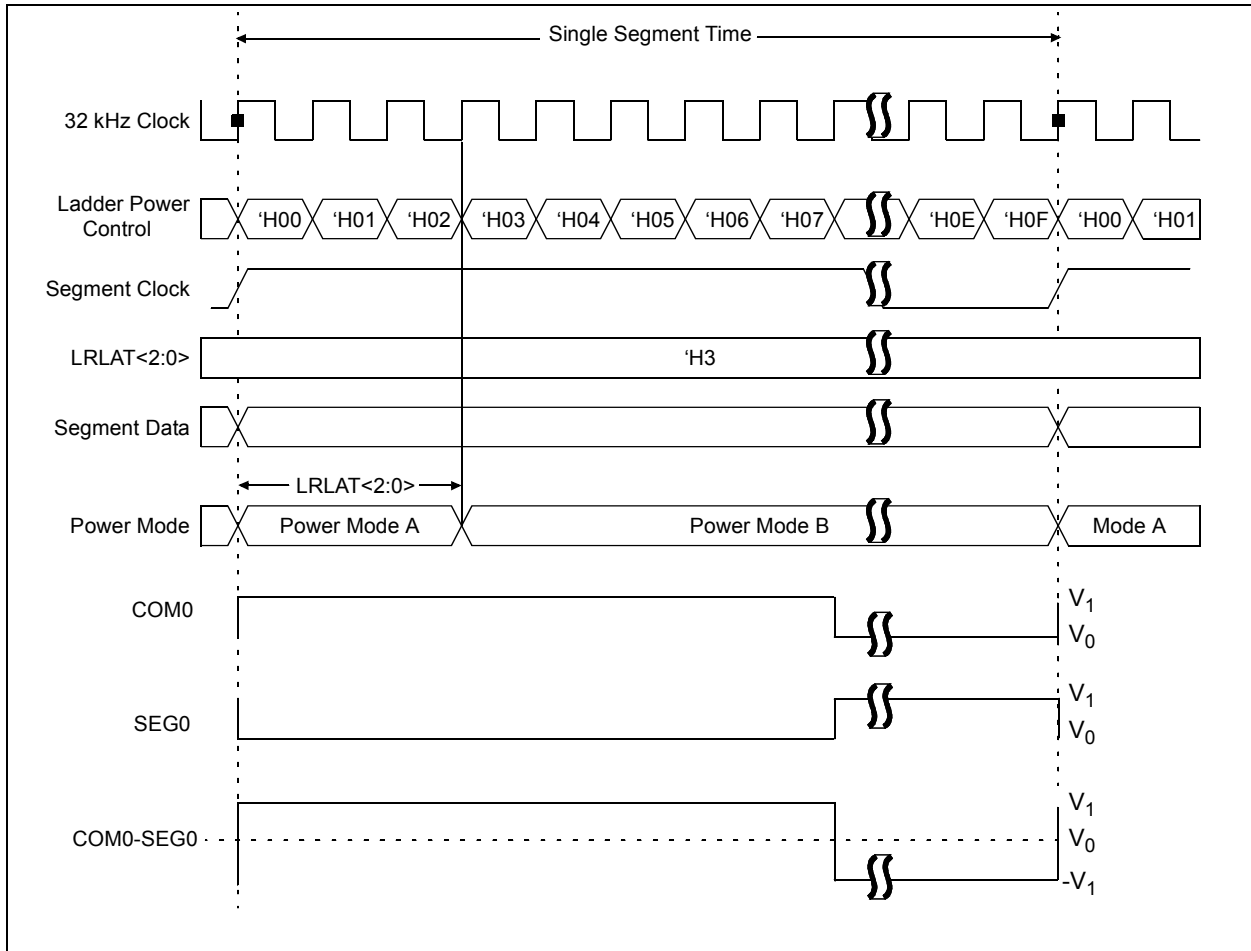 Single Segment Time
32 kHz Clock
Ladder Power
Control
‘H00 ‘H01 ‘H02 ‘H03 ‘H04 ‘H05 ‘H06 ‘H07 ‘H0E ‘H0F ‘H00 ‘H01
Segment Clock
LRLAT<2:0>
‘H3
Segment Data
LRLAT<2:0>
Power Mode
Power Mode A
Power Mode B
Mode A
COM0
V1
V0
SEG0
V1
V0
COM0-SEG0
V1
V0
-V1